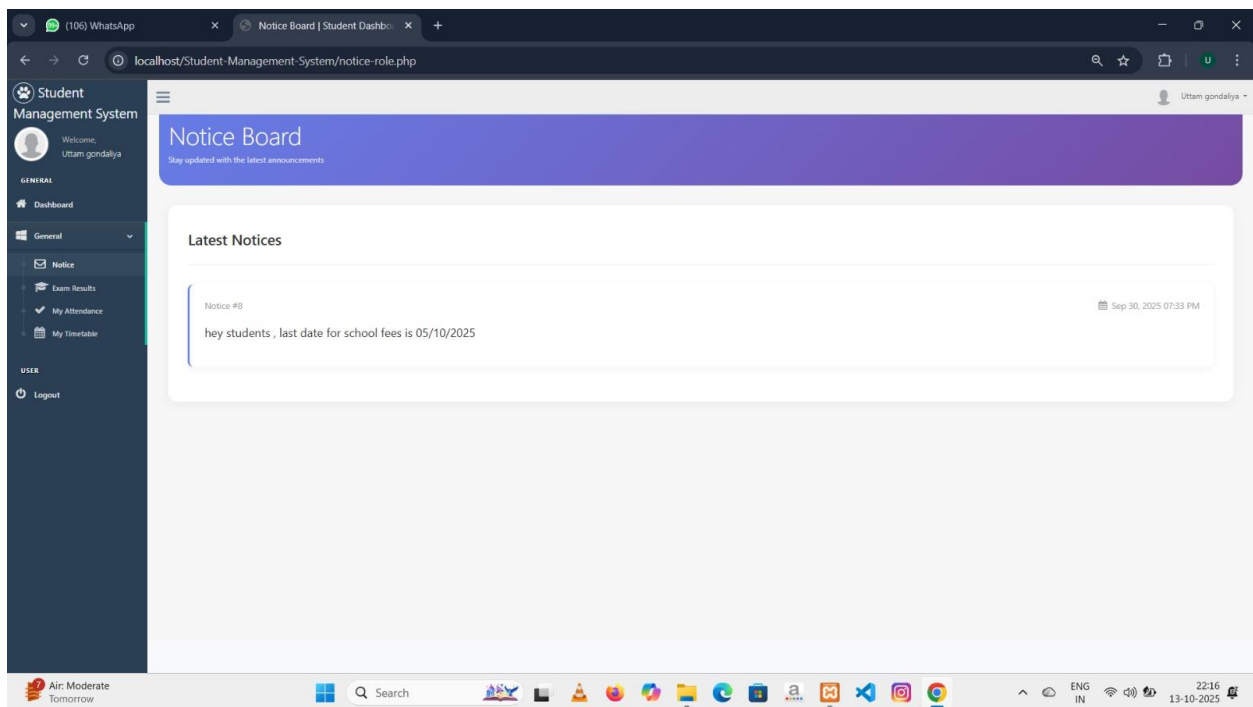 (106) WhatsApp
Notice Board | Student Dashbo
localhost/Student-Management-System/notice-role.php
U
Student
Management System
Welcome,
Uttam gondaliya
GENERAL
Dashboard
General
Notice
Exam Results
My Attendance
My Timetable
USER
Logout
Uttam gondaliya
Notice Board
Stay updated with the latest announcements
Latest Notices
Notice #8
Sep 30, 2025 07:33 PM
hey students , last date for school fees is 05/10/2025
7
Air: Moderate
Tomorrow
Search
a
ENG
IN
22:16
13-10-2025